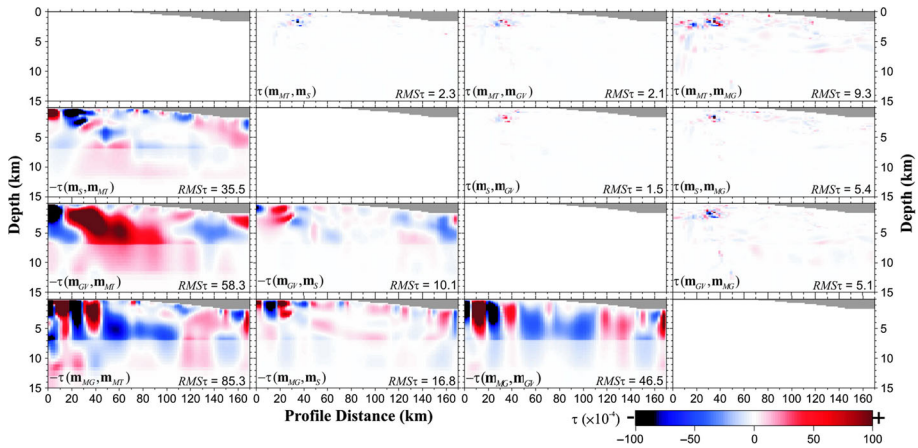 0
5
10
15
τ(m_MT, m_S) RMSτ = 2.3
τ(m_MT, m_GV) RMSτ = 2.1
τ(m_MT, m_MG) RMSτ = 9.3
0
5
10
15
−τ(m_S, m_MT) RMSτ = 35.5
τ(m_S, m_GV) RMSτ = 1.5
τ(m_S, m_MG) RMSτ = 5.4
Depth (km)
Depth (km)
0
5
10
15
−τ(m_GV, m_MT) RMSτ = 58.3
−τ(m_GV, m_S) RMSτ = 10.1
τ(m_GV, m_MG) RMSτ = 5.1
0
5
10
15
−τ(m_MG, m_MT) RMSτ = 85.3
−τ(m_MG, m_S) RMSτ = 16.8
−τ(m_MG, m_GV) RMSτ = 46.5
0 20 40 60 80 100 120 140 160
0 20 40 60 80 100 120 140 160
0 20 40 60 80 100 120 140 160
0 20 40 60 80 100 120 140 160
Profile Distance (km)
τ (×10⁻⁴) − +
−100 −50 0 50 100